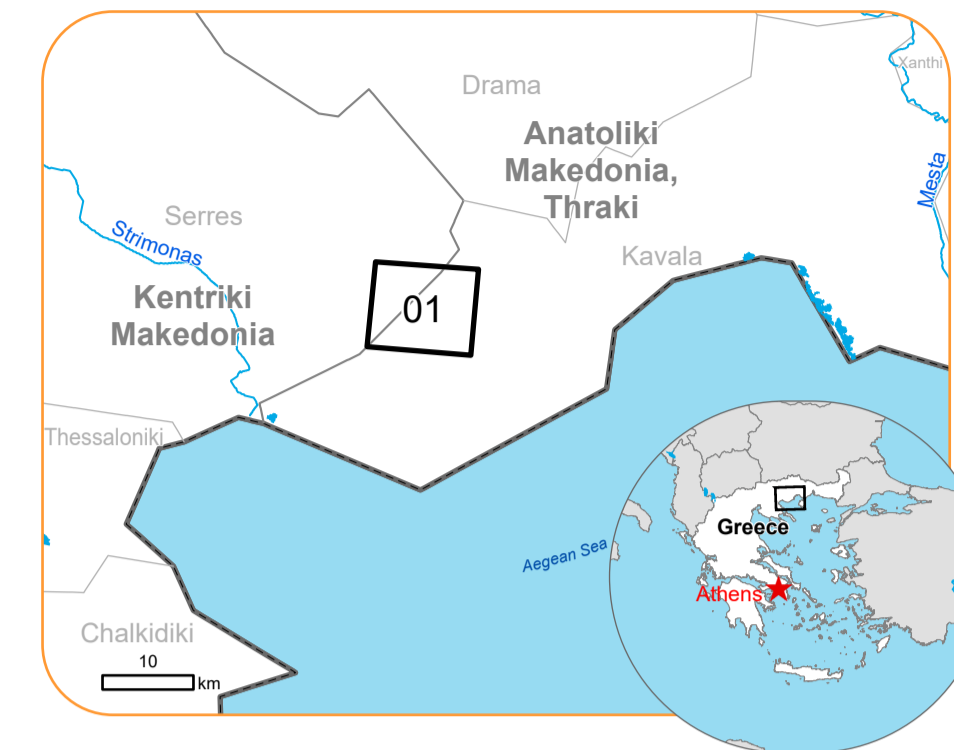 Xanthi
Drama
Anatoliki
Makedonia,
Thraki
Mesta
Serres
Strimonas
Kavala
Kentriki
Makedonia
01
Thessaloniki
Greece
Aegean Sea
Athens
Chalkidiki
10
km